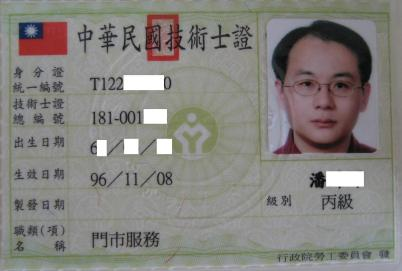 中華民國技術士證
身分證
統一編號 T122 0
技術士證
總編號 181-001
出生日期 6 / /
生效日期 96/11/08
製發日期
潘
級別 丙級
職類(項)
名稱 門市服務
行政院勞工委員會 發